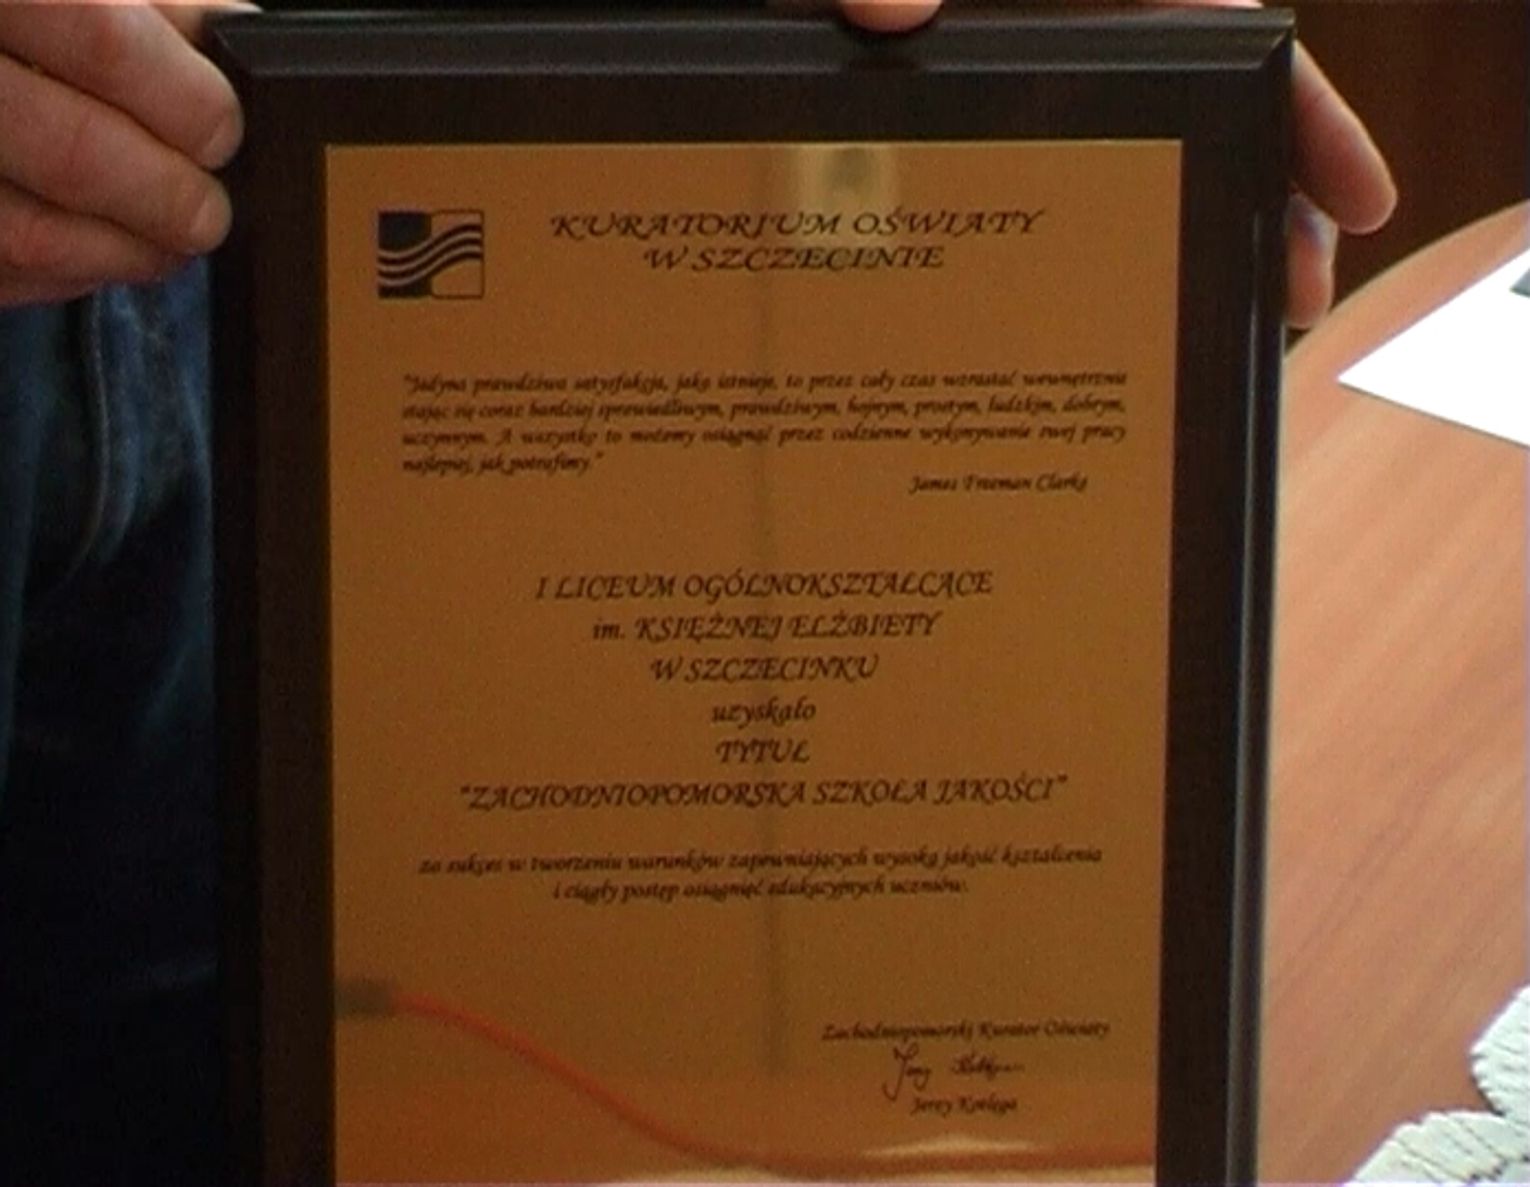 KURATORIUM OŚWIATY
W SZCZECINIE
"Jedyna prawdziwa satysfakcja, jaka istnieje, to przez cały czas wzrastać wewnętrznie
stając się coraz bardziej sprawiedliwym, prawdziwym, hojnym, prostym, ludzkim, dobrym,
uczynnym. A wszystko to możemy osiągnąć przez codzienne wykonywanie swej pracy
najlepiej, jak potrafimy."
James Freeman Clarke
I LICEUM OGÓLNOKSZTAŁCĄCE
im. KSIĘŻNEJ ELŻBIETY
W SZCZECINKU
uzyskało
TYTUŁ
"ZACHODNIOPOMORSKA SZKOŁA JAKOŚCI"
za sukces w tworzeniu warunków zapewniających wysoką jakość kształcenia
i ciągły postęp osiągnięć edukacyjnych uczniów.
Zachodniopomorski Kurator Oświaty
Jerzy Kotlęga